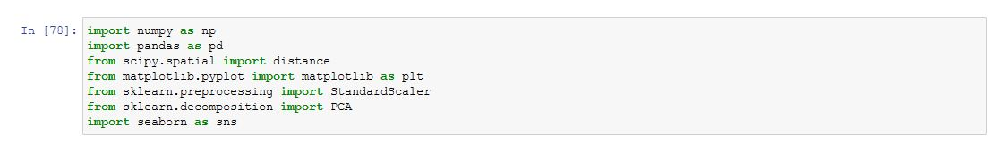 In [78]: import numpy as np
import pandas as pd
from scipy.spatial import distance
from matplotlib.pyplot import matplotlib as plt
from sklearn.preprocessing import StandardScaler
from sklearn.decomposition import PCA
import seaborn as sns